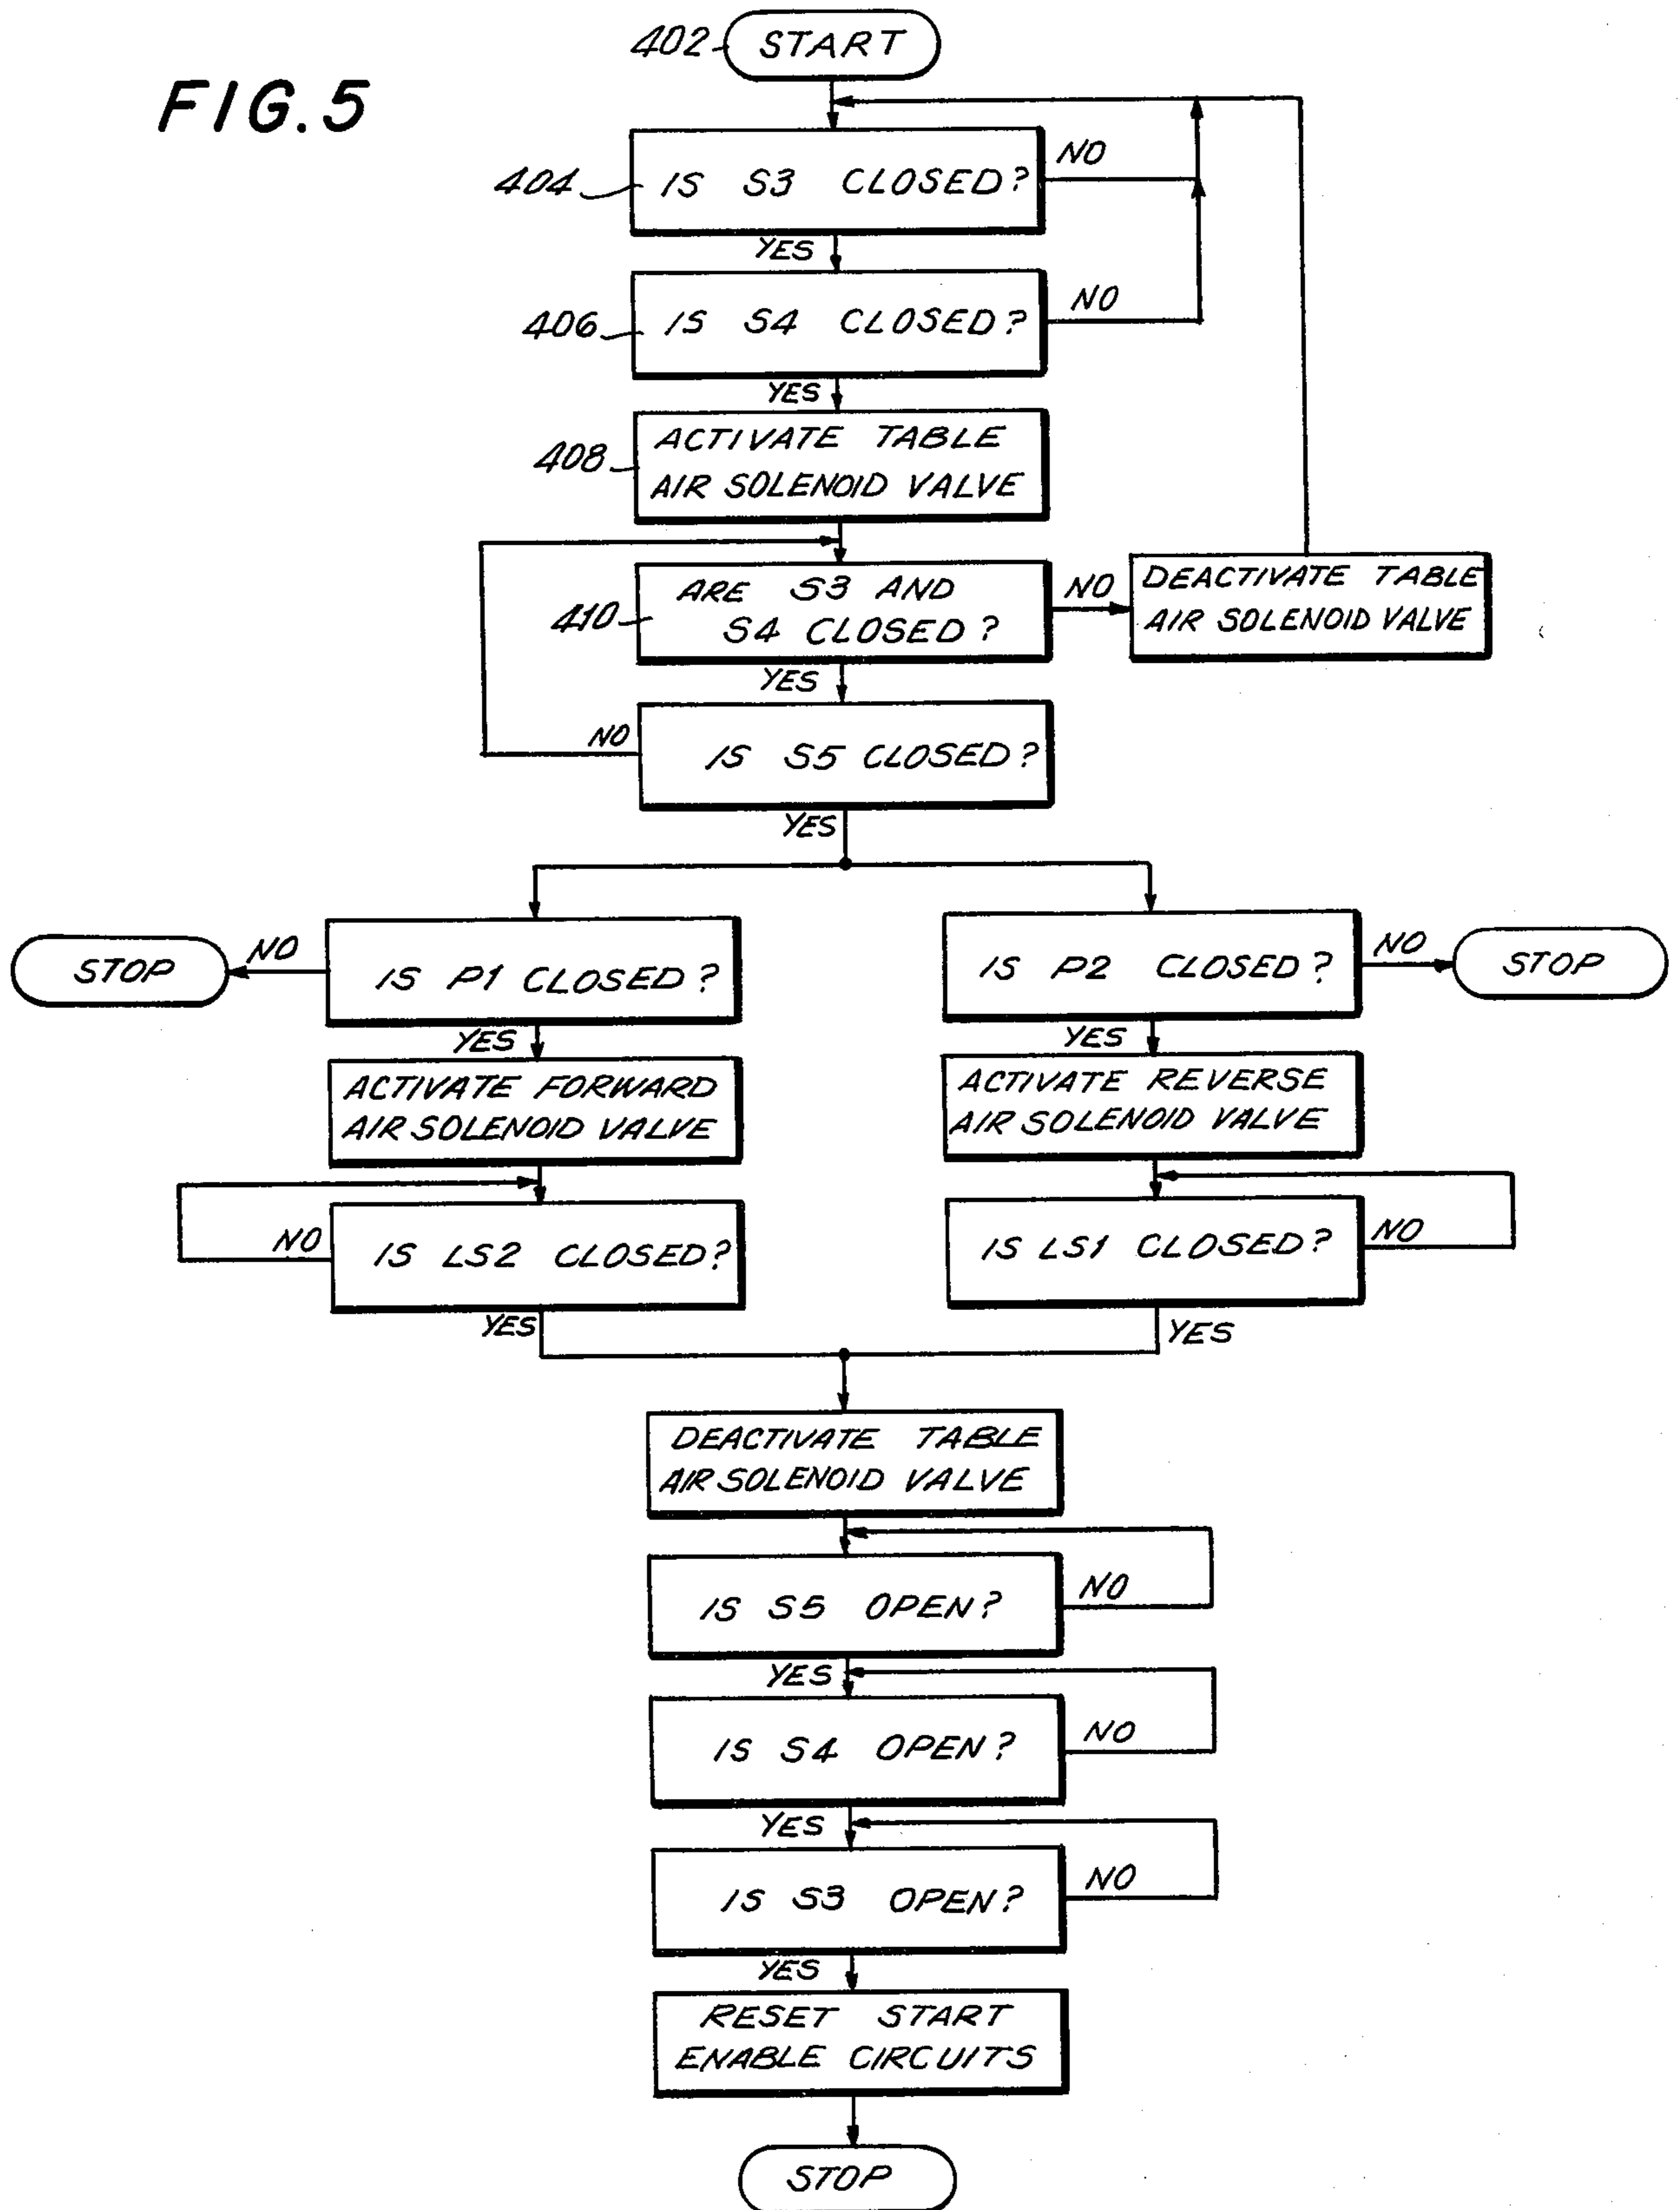 FIG. 5
402
START
404
IS S3 CLOSED?
NO
YES
406
IS S4 CLOSED?
NO
YES
408
ACTIVATE TABLE
AIR SOLENOID VALVE
410
ARE S3 AND
S4 CLOSED?
NO
DEACTIVATE TABLE
AIR SOLENOID VALVE
YES
NO
IS S5 CLOSED?
YES
STOP
NO
IS P1 CLOSED?
IS P2 CLOSED?
NO
STOP
YES
YES
ACTIVATE FORWARD
AIR SOLENOID VALVE
ACTIVATE REVERSE
AIR SOLENOID VALVE
NO
IS LS2 CLOSED?
IS LS1 CLOSED?
NO
YES
YES
DEACTIVATE TABLE
AIR SOLENOID VALVE
IS S5 OPEN?
NO
YES
IS S4 OPEN?
NO
YES
IS S3 OPEN?
NO
YES
RESET START
ENABLE CIRCUITS
STOP